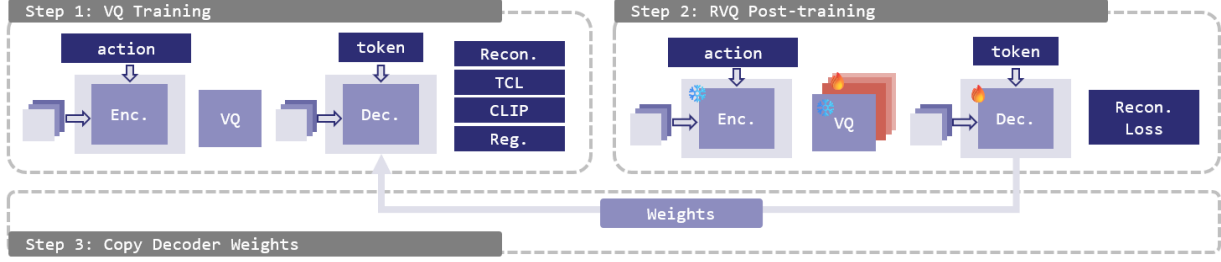 Step 1: VQ Training
action
Enc.
VQ
token
Dec.
Recon.
TCL
CLIP
Reg.
Step 2: RVQ Post-training
action
Enc.
VQ
token
Dec.
Recon.
Loss
Weights
Step 3: Copy Decoder Weights